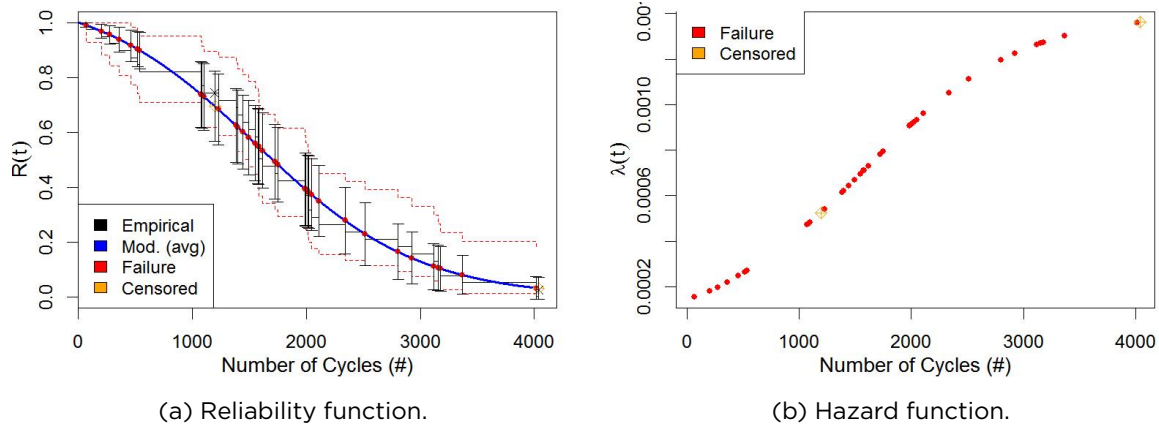 R(t)
1.0
0.8
0.6
0.4
0.2
0.0
Empirical
Mod. (avg)
Failure
Censored
0 1000 2000 3000 4000
Number of Cycles (#)
(a) Reliability function.
λ(t)
0.0010
0.0006
0.0002
Failure
Censored
0 1000 2000 3000 4000
Number of Cycles (#)
(b) Hazard function.